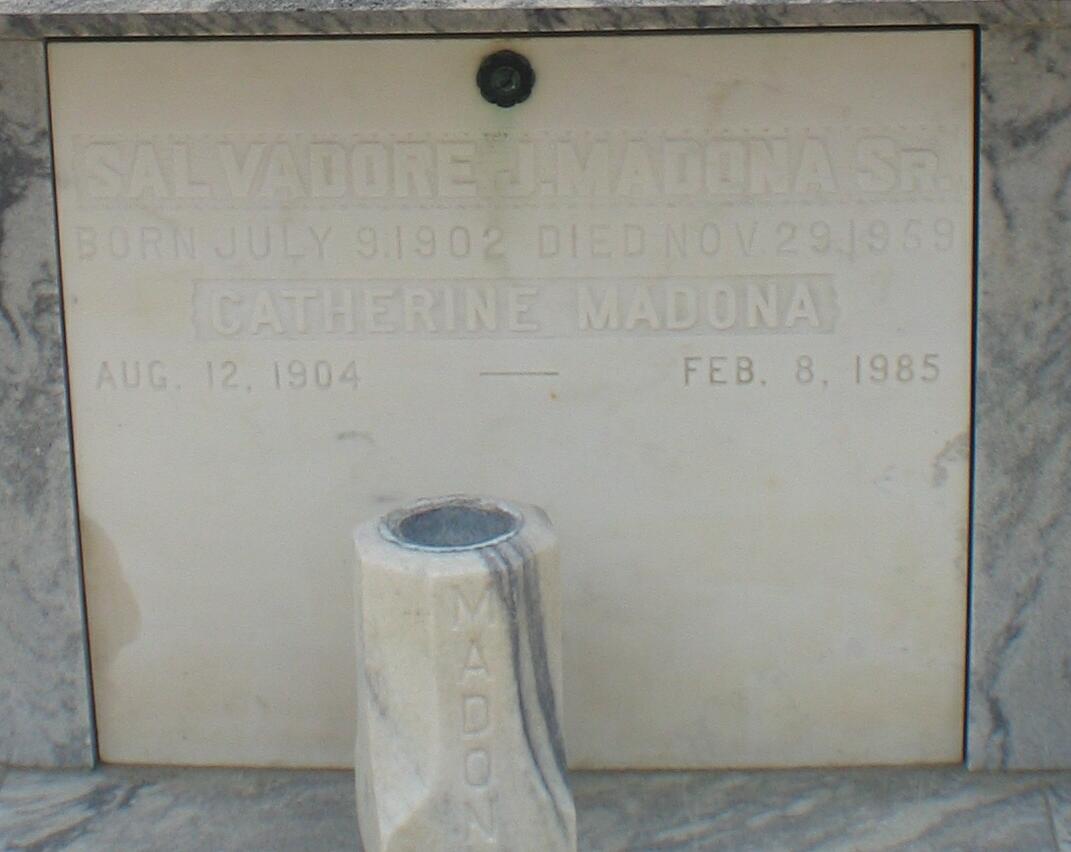 SALVADORE J. MADONA SR.
BORN JULY 9. 1902 DIED NOV. 29. 1959
CATHERINE MADONA
AUG. 12, 1904 — FEB. 8, 1985
MADON